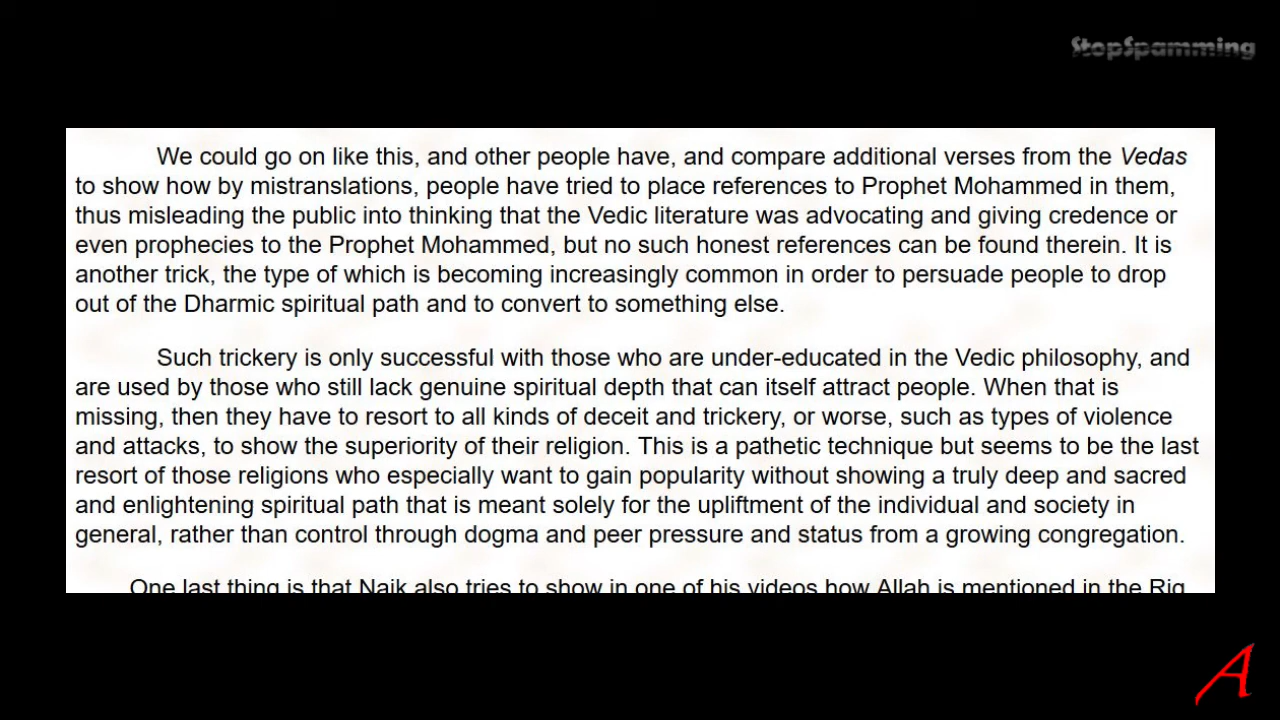 StopSpamming
We could go on like this, and other people have, and compare additional verses from the Vedas
to show how by mistranslations, people have tried to place references to Prophet Mohammed in them,
thus misleading the public into thinking that the Vedic literature was advocating and giving credence or
even prophecies to the Prophet Mohammed, but no such honest references can be found therein. It is
another trick, the type of which is becoming increasingly common in order to persuade people to drop
out of the Dharmic spiritual path and to convert to something else.
Such trickery is only successful with those who are under-educated in the Vedic philosophy, and
are used by those who still lack genuine spiritual depth that can itself attract people. When that is
missing, then they have to resort to all kinds of deceit and trickery, or worse, such as types of violence
and attacks, to show the superiority of their religion. This is a pathetic technique but seems to be the last
resort of those religions who especially want to gain popularity without showing a truly deep and sacred
and enlightening spiritual path that is meant solely for the upliftment of the individual and society in
general, rather than control through dogma and peer pressure and status from a growing congregation.
One last thing is that Naik also tries to show in one of his videos how Allah is mentioned in the Rig
A